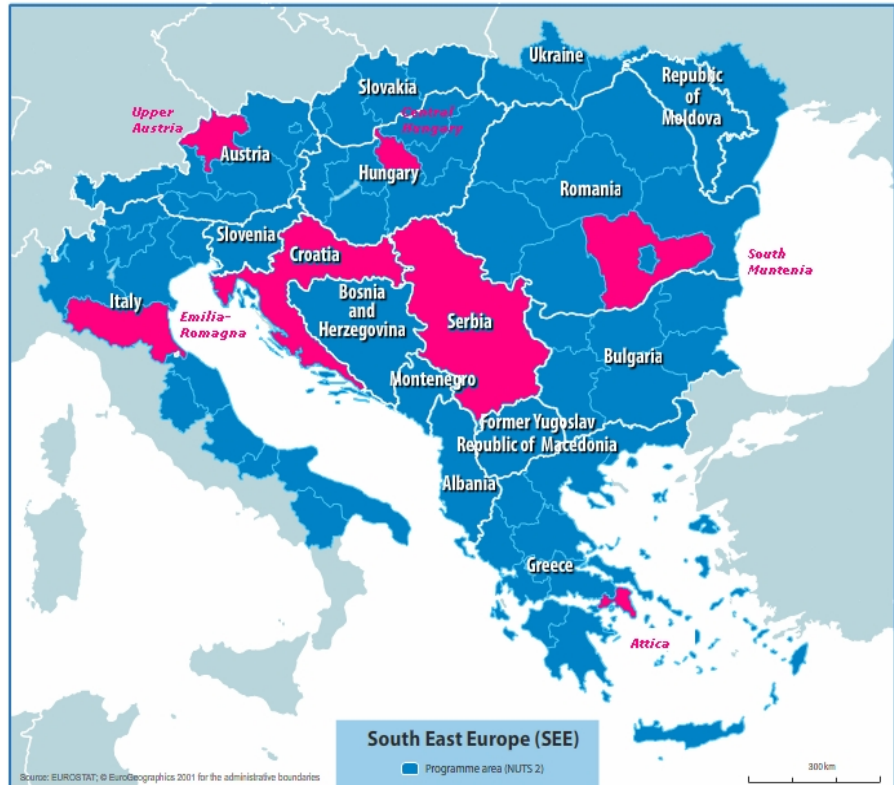 Ukraine
Republic
of
Moldova
Slovakia
Upper
Austria
Central
Hungary
Austria
Hungary
Romania
Slovenia
Croatia
South
Muntenia
Italy
Emilia-
Romagna
Bosnia
and
Herzegovina
Serbia
Bulgaria
Montenegro
Former Yugoslav
Republic of Macedonia
Albania
Greece
Attica
South East Europe (SEE)
Programme area (NUTS 2)
300km
Source: EUROSTAT; © EuroGeographics 2001 for the administrative boundaries